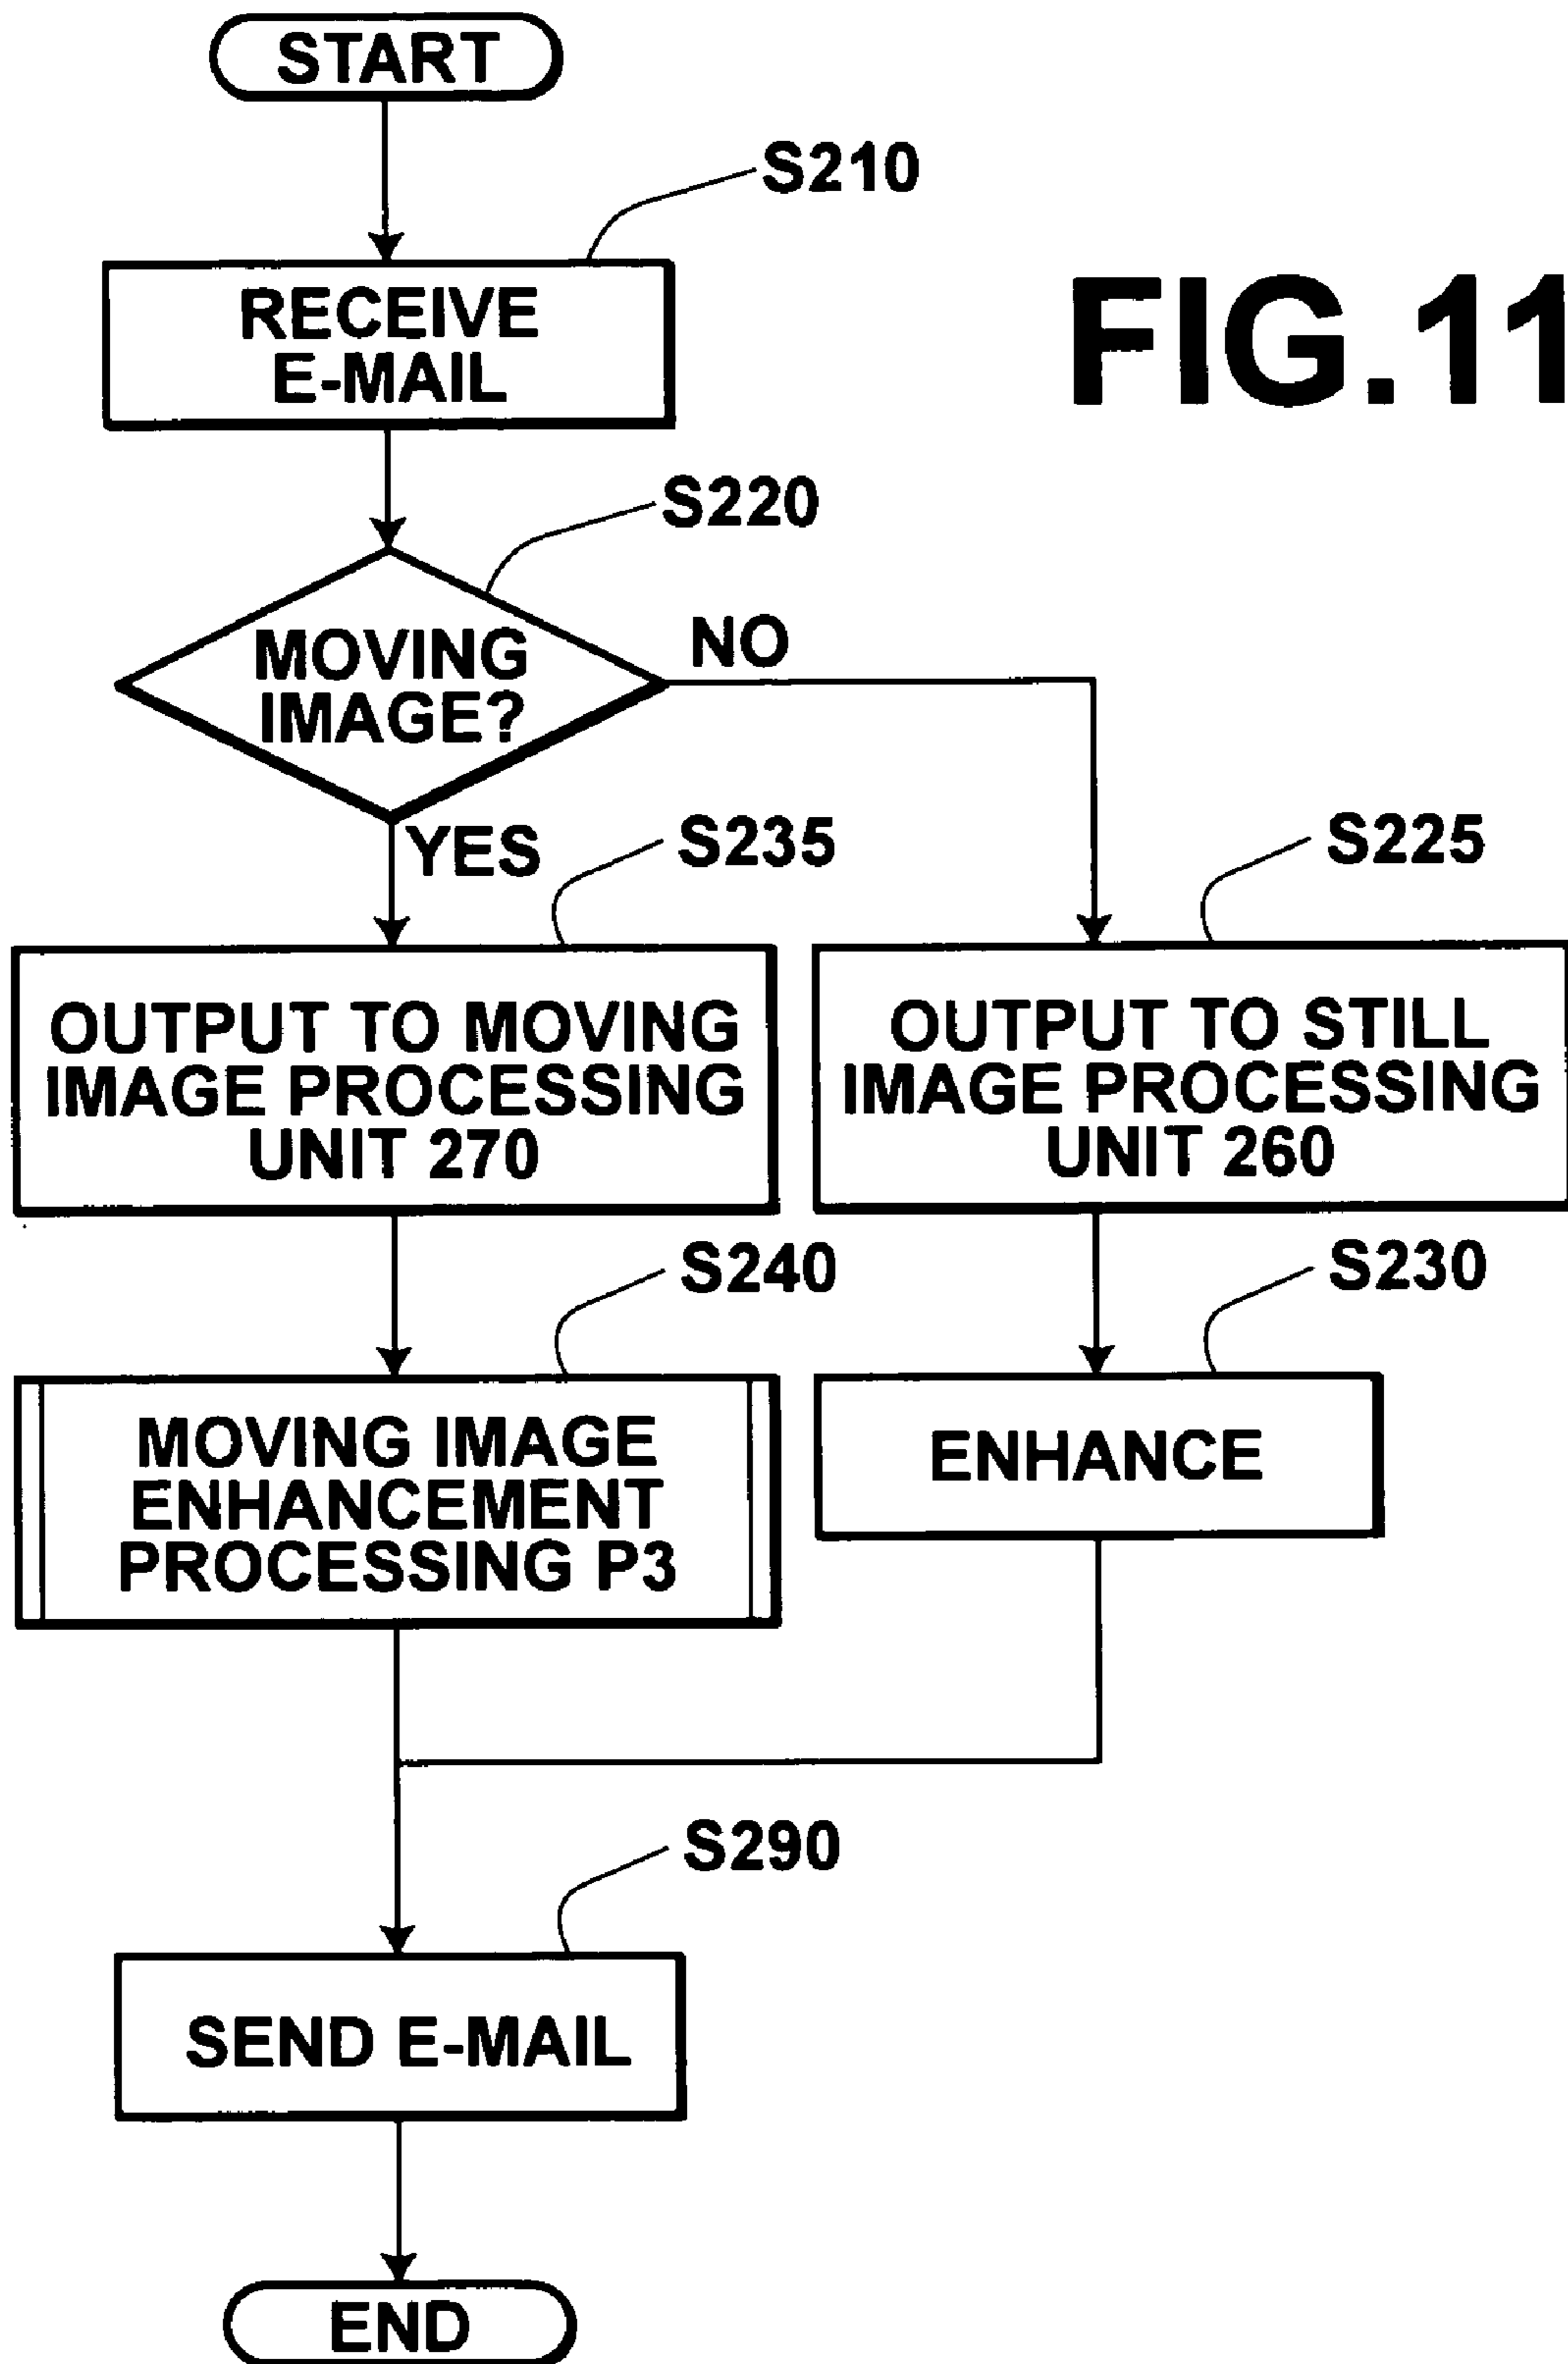 START
S210
RECEIVE
E-MAIL
FIG.11
S220
MOVING
IMAGE?
NO
YES
S235
S225
OUTPUT TO MOVING
IMAGE PROCESSING
UNIT 270
OUTPUT TO STILL
IMAGE PROCESSING
UNIT 260
S240
S230
MOVING IMAGE
ENHANCEMENT
PROCESSING P3
ENHANCE
S290
SEND E-MAIL
END